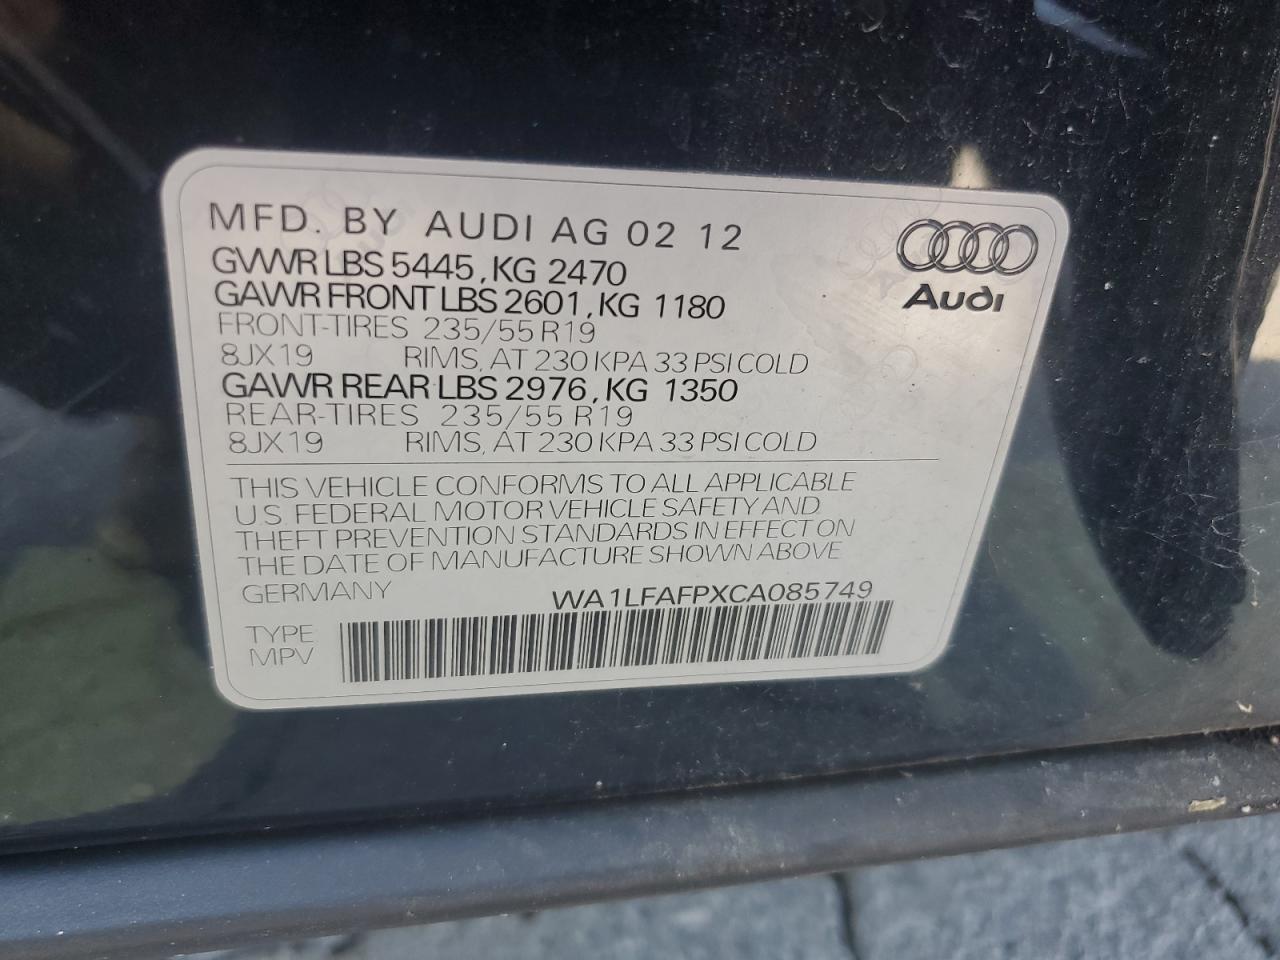 MFD. BY AUDI AG 02 12
GVWR LBS 5445, KG 2470
GAWR FRONT LBS 2601, KG 1180
FRONT-TIRES 235/55 R19
8JX19 RIMS, AT 230 KPA 33 PSI COLD
GAWR REAR LBS 2976, KG 1350
REAR-TIRES 235/55 R19
8JX19 RIMS, AT 230 KPA 33 PSI COLD
Audi
THIS VEHICLE CONFORMS TO ALL APPLICABLE
U.S. FEDERAL MOTOR VEHICLE SAFETY AND
THEFT PREVENTION STANDARDS IN EFFECT ON
THE DATE OF MANUFACTURE SHOWN ABOVE
GERMANY WA1LFAFPXCA085749
TYPE
MPV